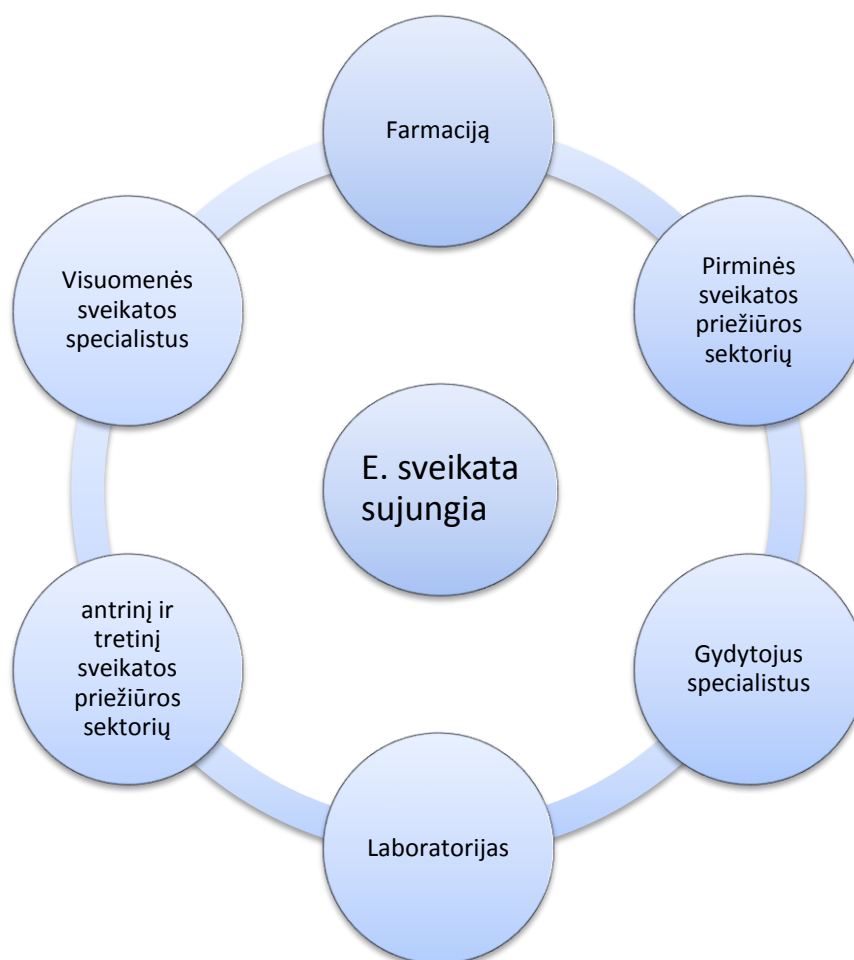 Farmaciją
Pirminės
sveikatos
priežiūros
sektorių
Gydytojus
specialistus
Laboratorijas
antrinį ir
tretinį
sveikatos
priežiūros
sektorių
Visuomenės
sveikatos
specialistus
E. sveikata
sujungia